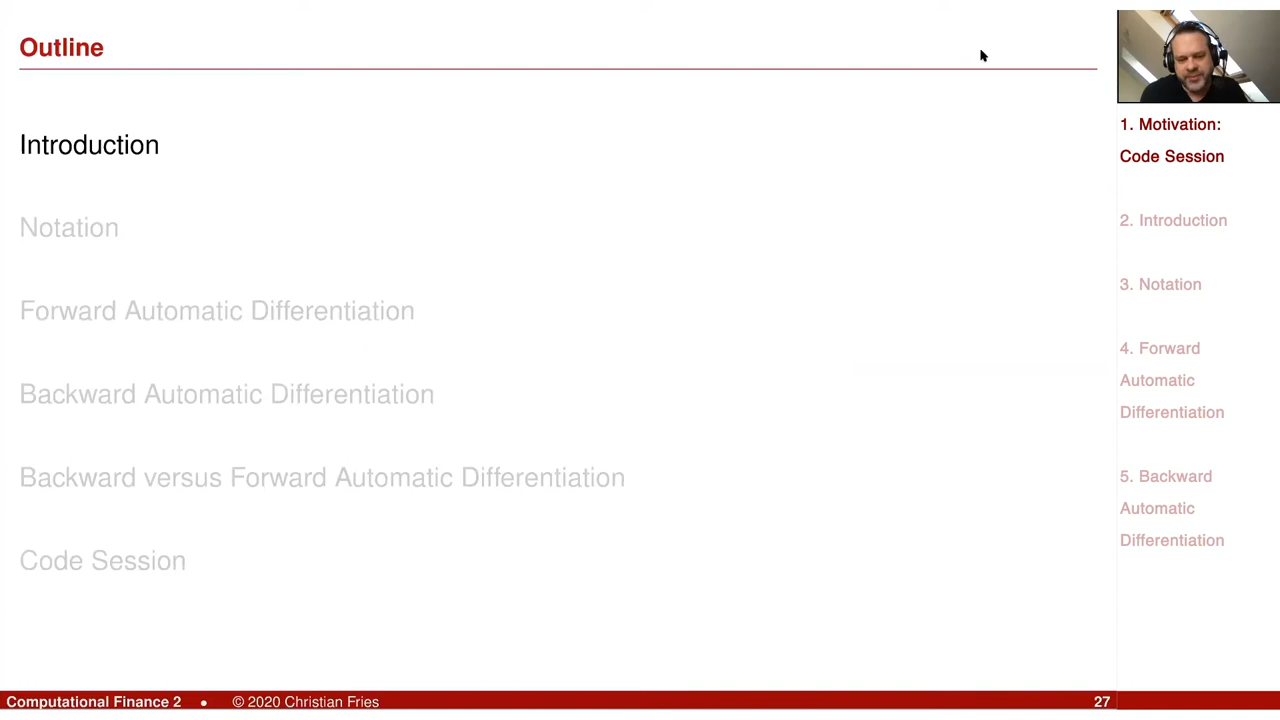 Outline
Introduction
Notation
Forward Automatic Differentiation
Backward Automatic Differentiation
Backward versus Forward Automatic Differentiation
Code Session
1. Motivation:
Code Session
2. Introduction
3. Notation
4. Forward
Automatic
Differentiation
5. Backward
Automatic
Differentiation
Computational Finance 2 • © 2020 Christian Fries 27